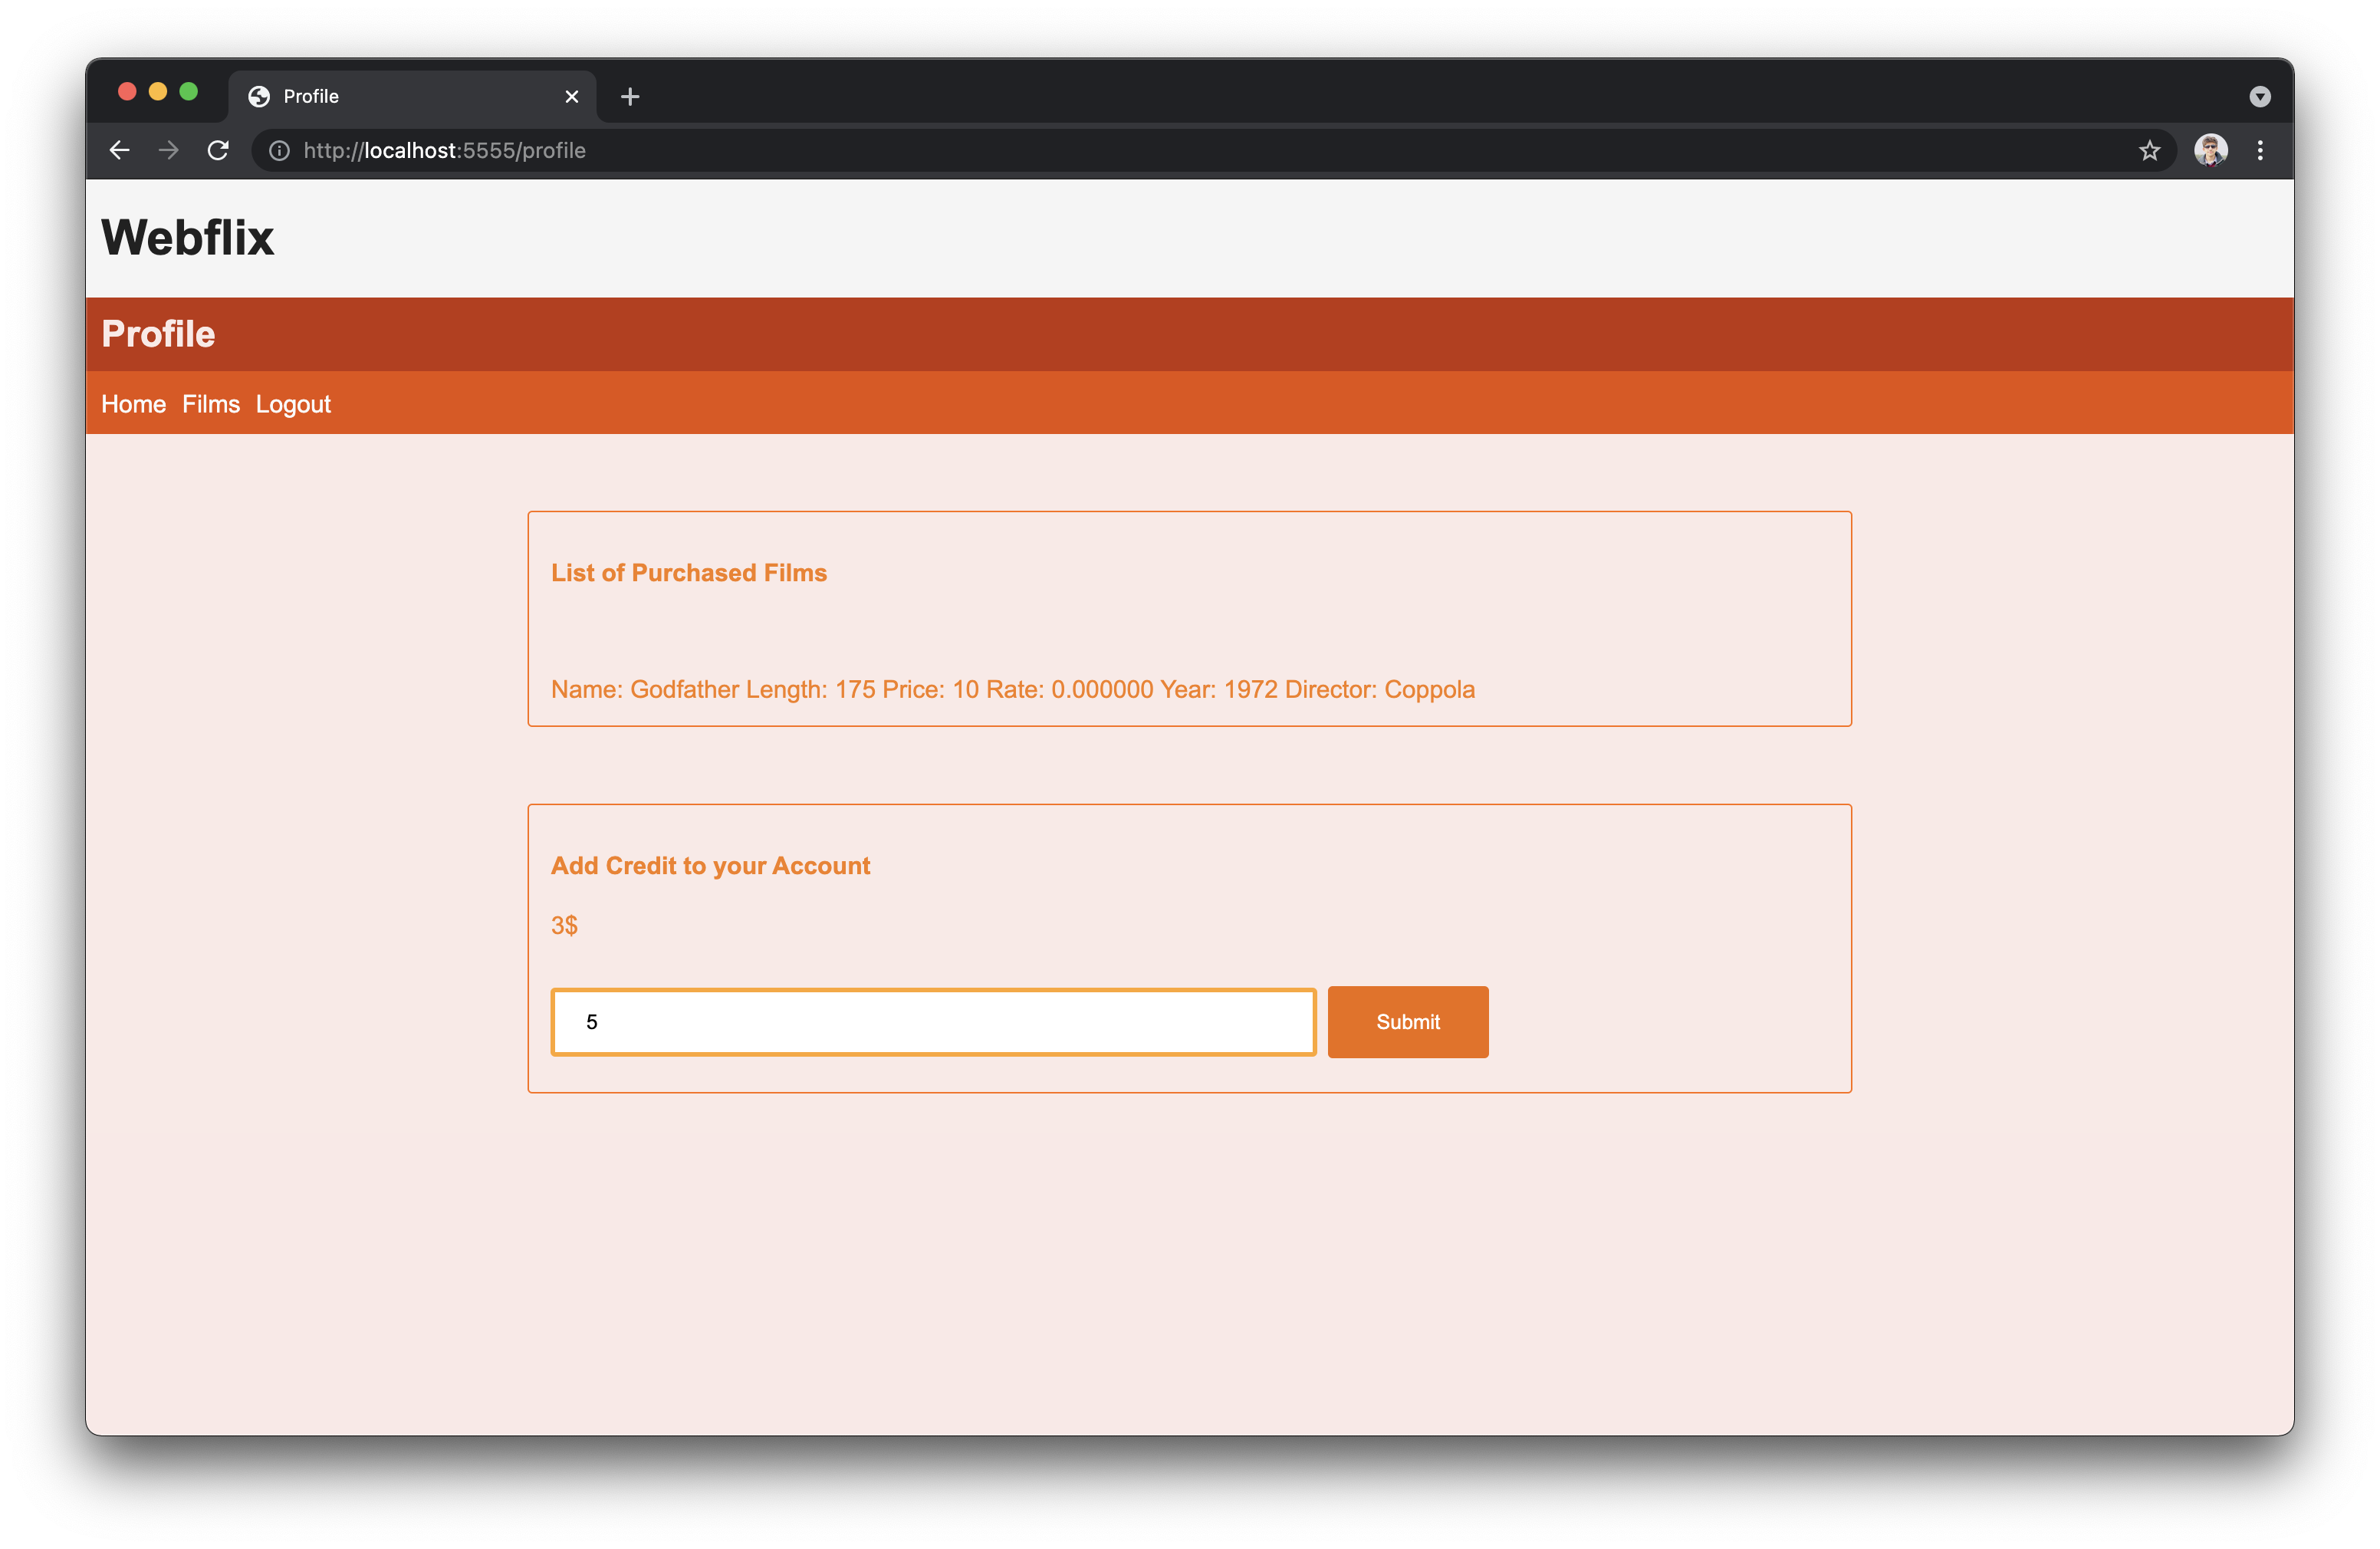 Profile
http://localhost:5555/profile
Webflix
Profile
Home Films Logout
List of Purchased Films
Name: Godfather Length: 175 Price: 10 Rate: 0.000000 Year: 1972 Director: Coppola
Add Credit to your Account
3$
5 Submit